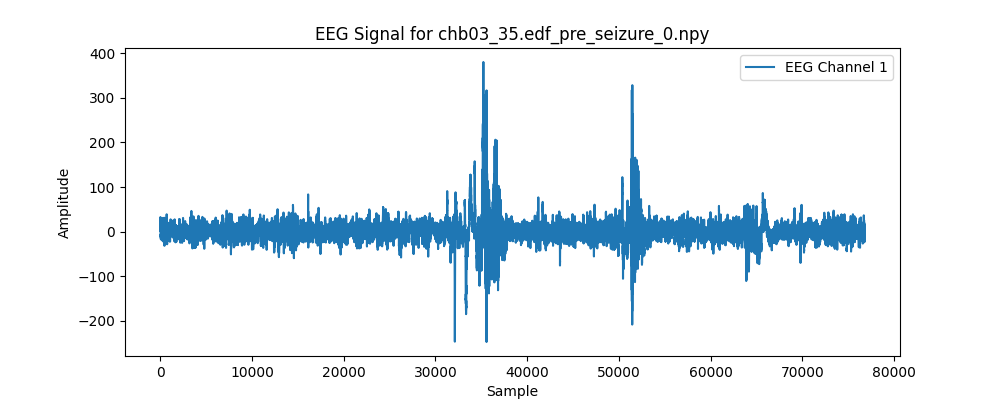 EEG Signal for chb03_35.edf_pre_seizure_0.npy
EEG Channel 1
400
300
200
100
0
−100
−200
Amplitude
0 10000 20000 30000 40000 50000 60000 70000 80000
Sample